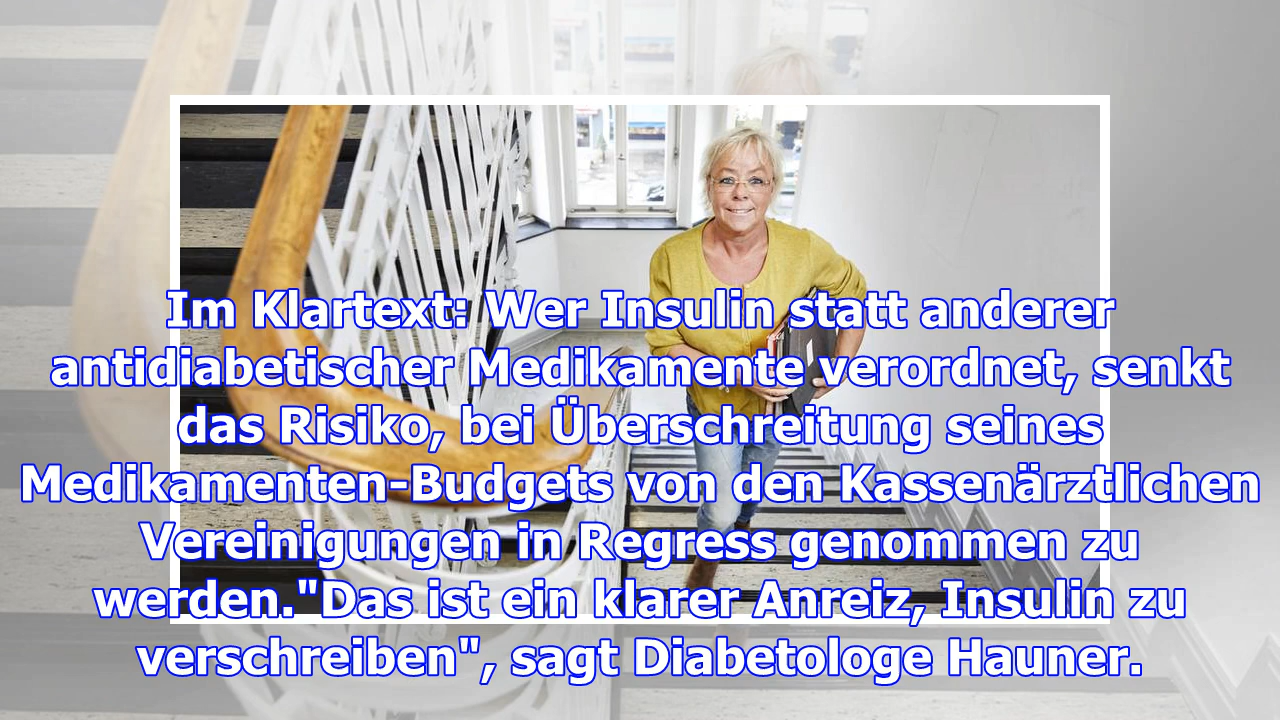 Im Klartext: Wer Insulin statt anderer
antidiabetischer Medikamente verordnet, senkt
das Risiko, bei Überschreitung seines
Medikamenten-Budgets von den Kassenärztlichen
Vereinigungen in Regress genommen zu
werden."Das ist ein klarer Anreiz, Insulin zu
verschreiben", sagt Diabetologe Hauner.